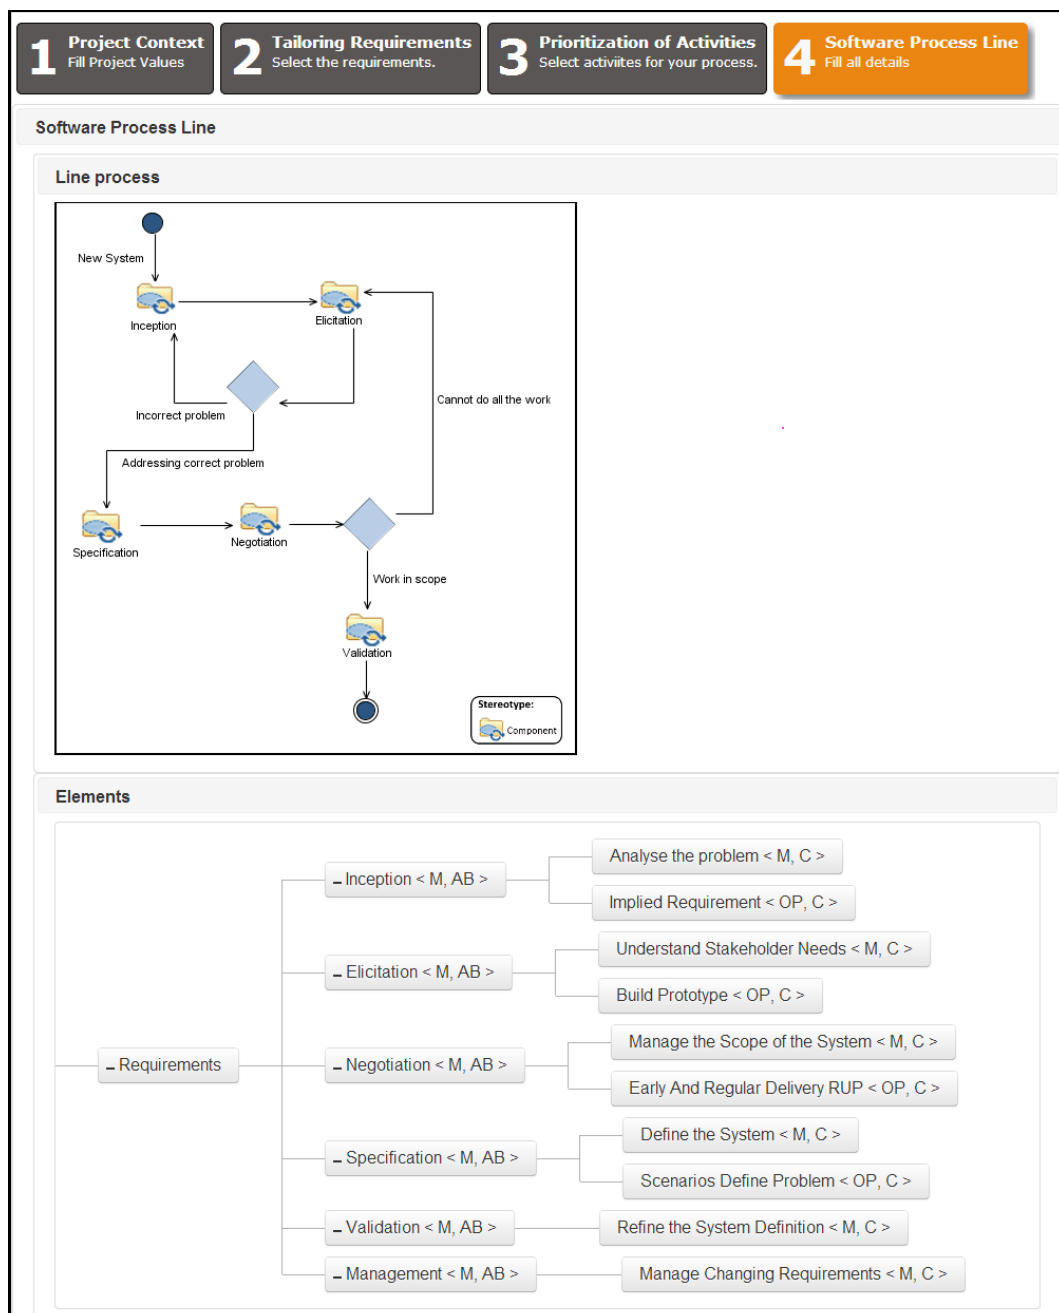 1 Project Context
Fill Project Values
2 Tailoring Requirements
Select the requirements.
3 Prioritization of Activities
Select activiites for your process.
4 Software Process Line
Fill all details
Software Process Line
Line process
New System
Inception
Elicitation
Incorrect problem
Cannot do all the work
Addressing correct problem
Specification
Negotiation
Work in scope
Validation
Stereotype:
Component
Elements
Requirements
Inception < M, AB >
Analyse the problem < M, C >
Implied Requirement < OP, C >
Elicitation < M, AB >
Understand Stakeholder Needs < M, C >
Build Prototype < OP, C >
Negotiation < M, AB >
Manage the Scope of the System < M, C >
Early And Regular Delivery RUP < OP, C >
Specification < M, AB >
Define the System < M, C >
Scenarios Define Problem < OP, C >
Validation < M, AB >
Refine the System Definition < M, C >
Management < M, AB >
Manage Changing Requirements < M, C >